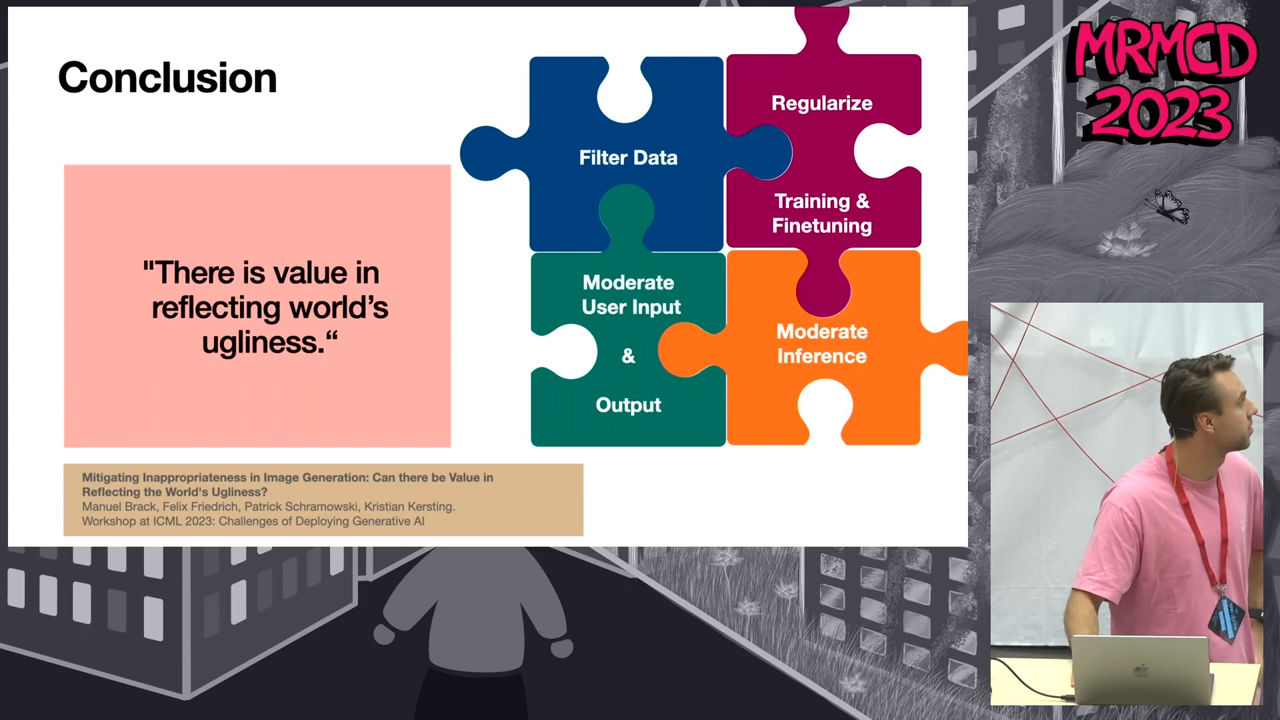 Conclusion
"There is value in
reflecting world’s
ugliness.“
Filter Data
Regularize
Training &
Finetuning
Moderate
User Input
&
Output
Moderate
Inference
Mitigating Inappropriateness in Image Generation: Can there be Value in
Reflecting the World's Ugliness?
Manuel Brack, Felix Friedrich, Patrick Schramowski, Kristian Kersting.
Workshop at ICML 2023: Challenges of Deploying Generative AI
MRMCD
2023